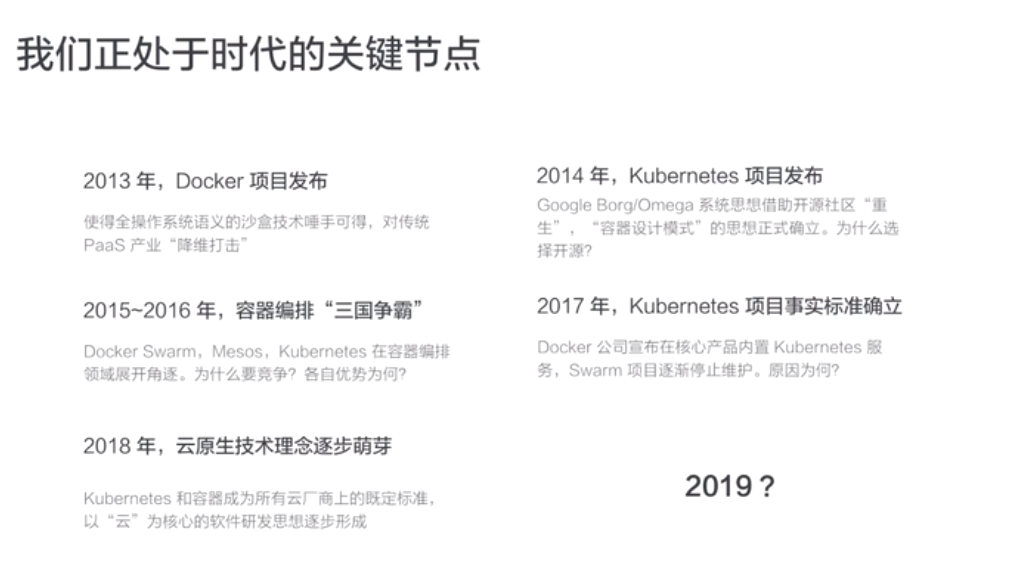 我们正处于时代的关键节点
2013 年，Docker 项目发布
使得全操作系统语义的沙盒技术唾手可得，对传统
PaaS 产业“降维打击”
2014 年，Kubernetes 项目发布
Google Borg/Omega 系统思想借助开源社区“重
生”，“容器设计模式”的思想正式确立。为什么选
择开源?
2015~2016 年，容器编排“三国争霸”
Docker Swarm，Mesos，Kubernetes 在容器编排
领域展开角逐。为什么要竞争？各自优势为何?
2017 年，Kubernetes 项目事实标准确立
Docker 公司宣布在核心产品内置 Kubernetes 服
务，Swarm 项目逐渐停止维护。原因为何?
2018 年，云原生技术理念逐步萌芽
Kubernetes 和容器成为所有云厂商上的既定标准，
以“云”为核心的软件研发思想逐步形成
2019？